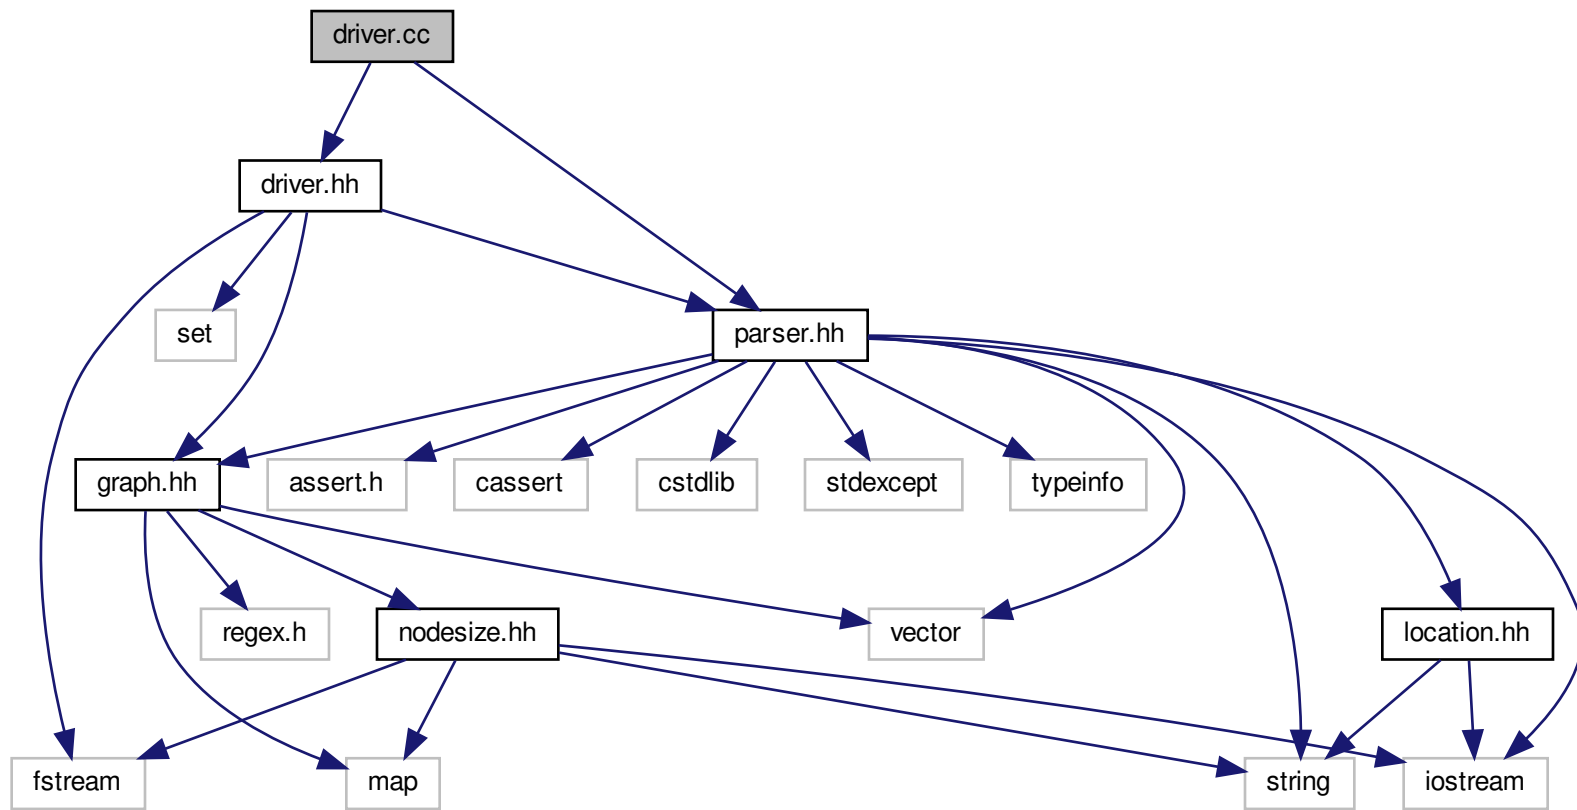 driver.cc
driver.hh
set
parser.hh
graph.hh
assert.h
cassert
cstdlib
stdexcept
typeinfo
regex.h
nodesize.hh
vector
location.hh
fstream
map
string
iostream